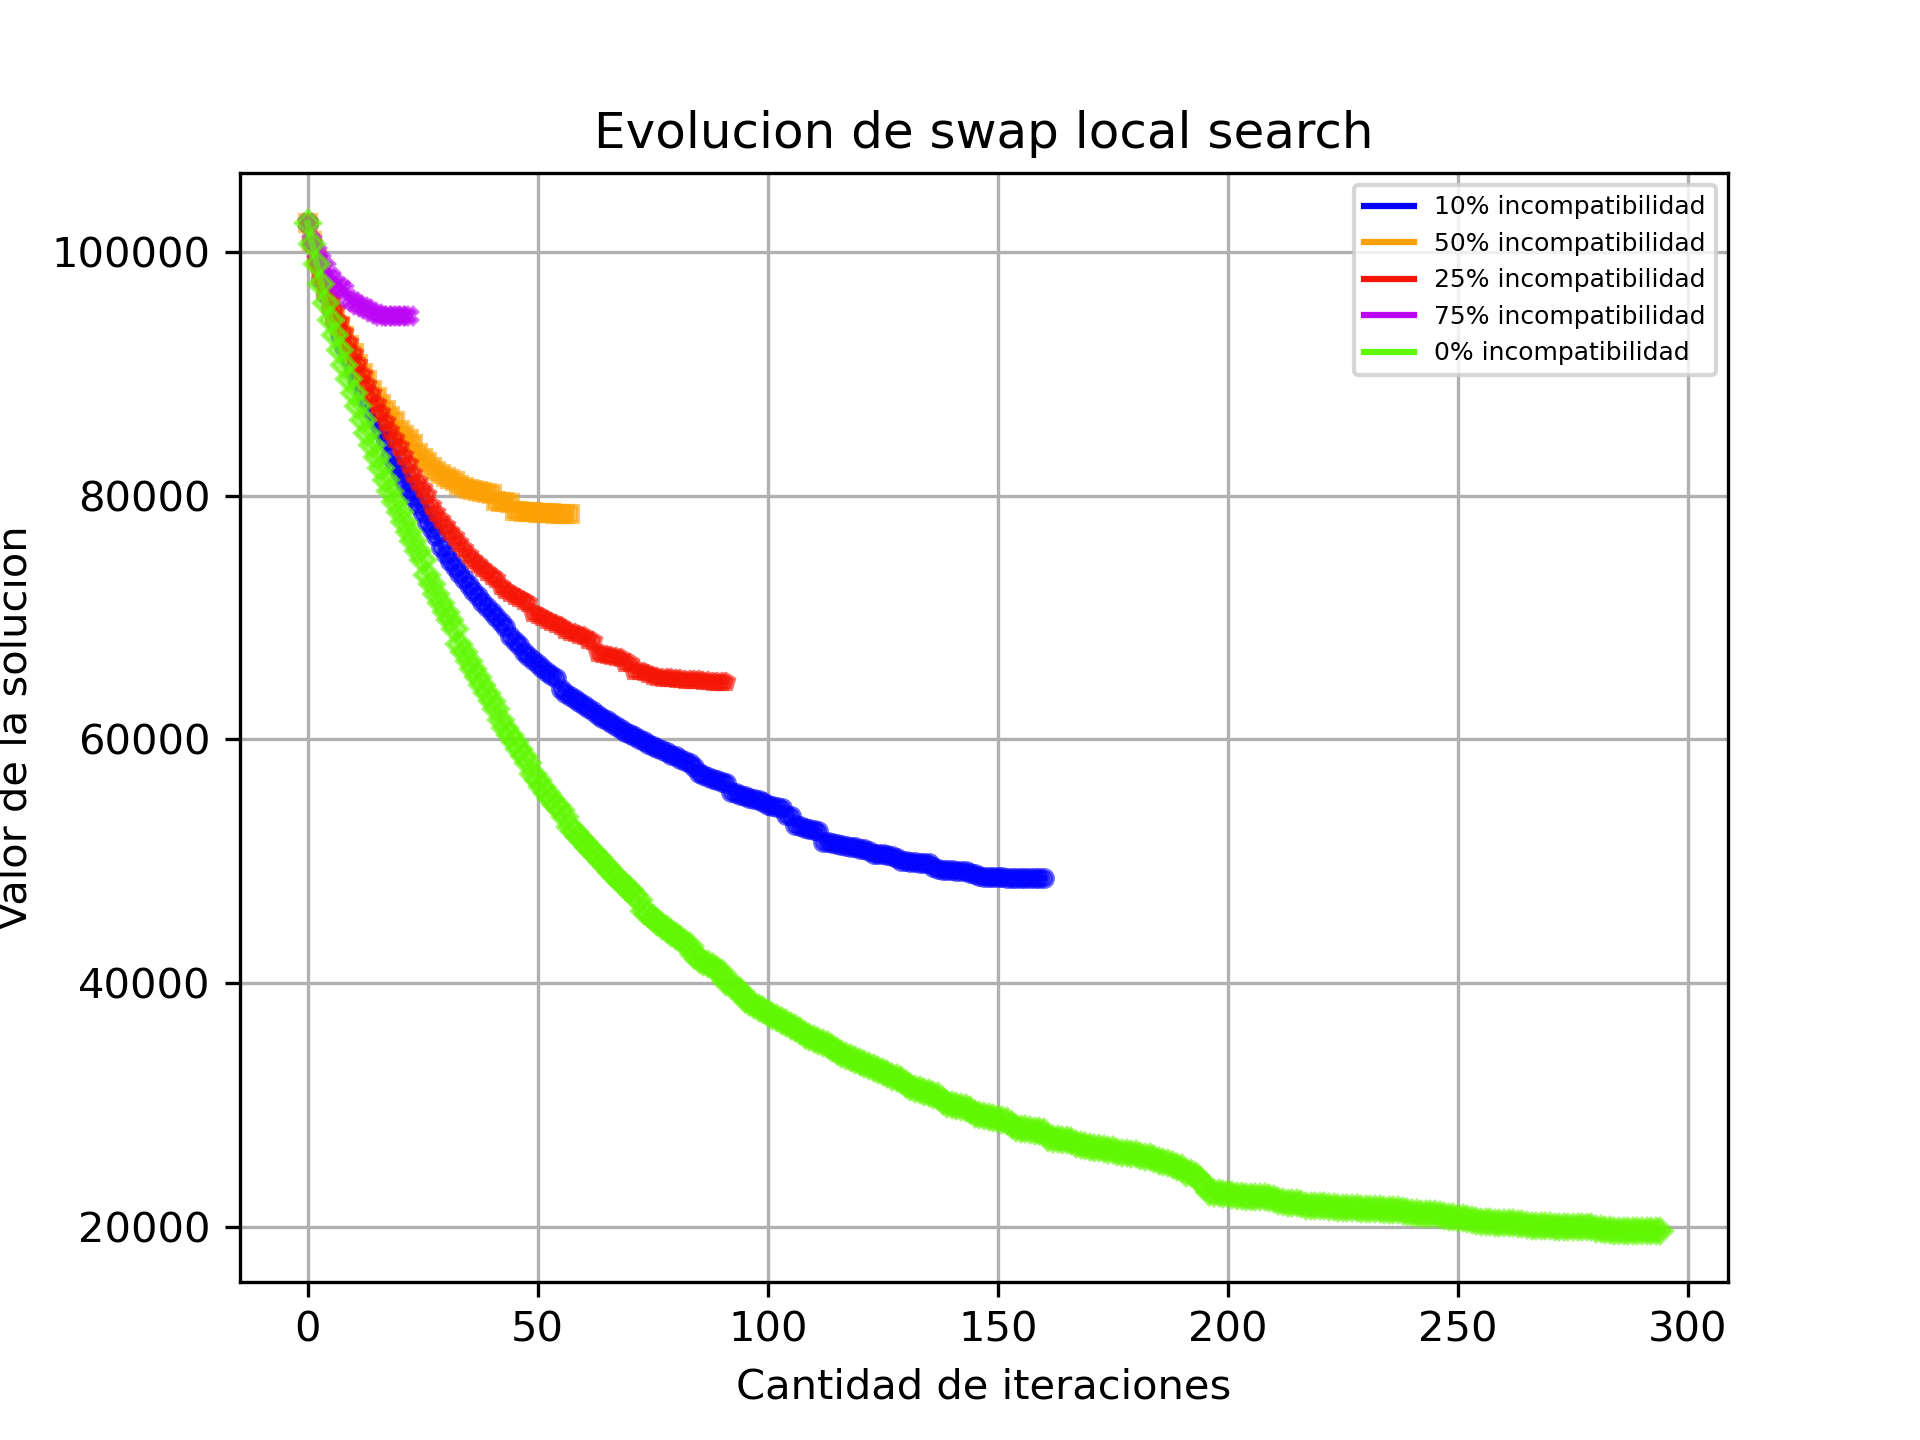 Evolucion de swap local search
10% incompatibilidad
50% incompatibilidad
25% incompatibilidad
75% incompatibilidad
0% incompatibilidad
100000
80000
60000
40000
20000
Valor de la solucion
0 50 100 150 200 250 300
Cantidad de iteraciones